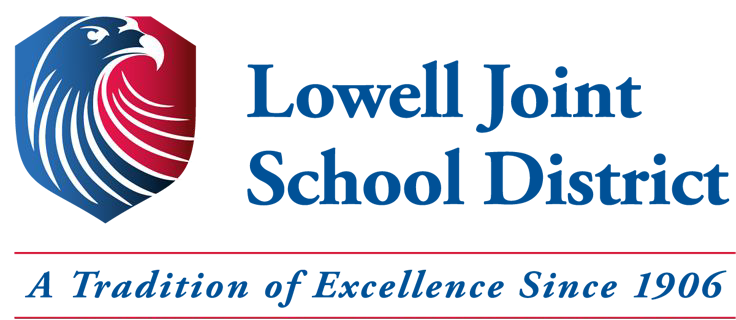 Lowell Joint
School District
A Tradition of Excellence Since 1906